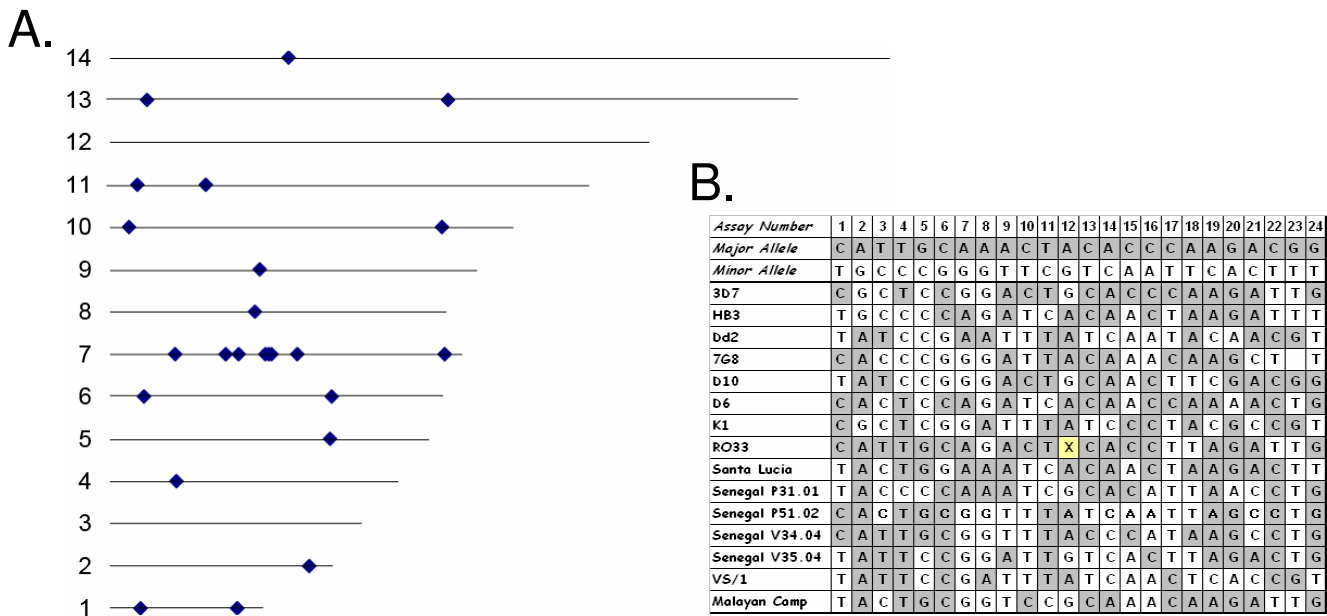 A.
14
13
12
11
10
9
8
7
6
5
4
3
2
1
B.
Assay Number 1 2 3 4 5 6 7 8 9 10 11 12 13 14 15 16 17 18 19 20 21 22 23 24
Major Allele C A T T G C A A A C T A C A C C C A A G A C G G
Minor Allele T G C C C G G G T T C G T C A A T T C A C T T T
3D7 C G C T C C G G A C T G C A C C C A A G A T T G
HB3 T G C C C C A G A T C A C A A C T A A G A T T T
Dd2 T A T C C G A A T T T A T C A A T A C A A C G T
7G8 C A C C C G G G A T T A C A A A C A A G C T T
D10 T A T C C G G G A C T G C A A C T T C G A C G G
D6 C A C T C C A G A T C A C A A C C A A A A C T G
K1 C G C T C G G A T T T A T C C C T A C G C C G T
RO33 C A T T G C A G A C T X C A C C T T A G A T T G
Santa Lucia T A C T G G A A A T C A C A A C T A A G A C T T
Senegal P31.01 T A C C C C A A A T C G C A C A T T A A C C T G
Senegal P51.02 C A C T G C G G T T T A T C A A T T A G C C T G
Senegal V34.04 C A T T G C G G T T T A C C C A T A A G C C T G
Senegal V35.04 T A T T C C G G A T T G T C A C T T A G A C T G
VS/1 T A T T C C G A T T T A T C A A C T C A C C G T
Malayan Camp T A C T G C G G T C C G C A A A C A A G A T T G